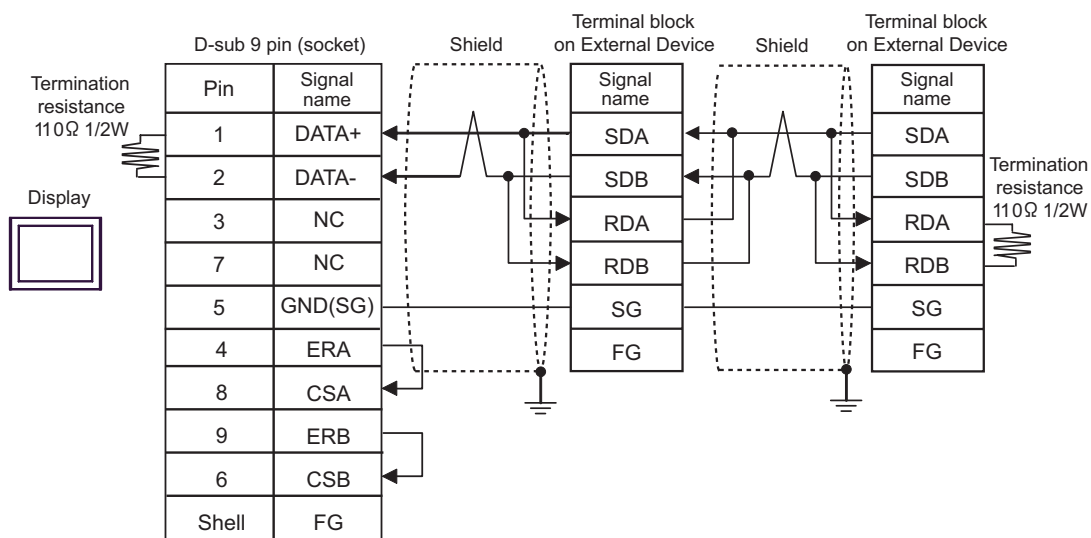 Terminal block
on External Device
Terminal block
on External Device
D-sub 9 pin (socket)
Shield
Shield
Termination
resistance
110Ω 1/2W
Display
Pin
Signal
name
1
DATA+
2
DATA-
3
NC
7
NC
5
GND(SG)
4
ERA
8
CSA
9
ERB
6
CSB
Shell
FG
Signal
name
SDA
SDB
RDA
RDB
SG
FG
Signal
name
SDA
SDB
RDA
RDB
SG
FG
Termination
resistance
110Ω 1/2W